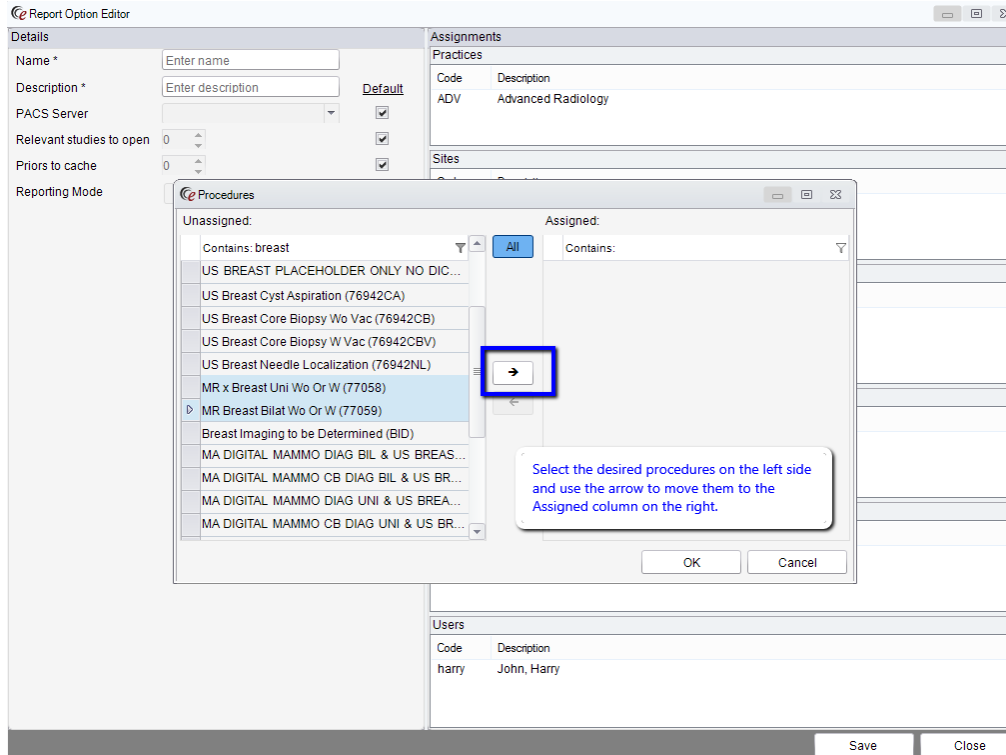 Report Option Editor
Details
Name *
Enter name
Description *
Enter description
Default
PACS Server
Relevant studies to open
0
Priors to cache
0
Reporting Mode
Assignments
Practices
Code Description
ADV Advanced Radiology
Sites
Procedures
Unassigned:
Contains: breast
US BREAST PLACEHOLDER ONLY NO DIC...
US Breast Cyst Aspiration (76942CA)
US Breast Core Biopsy Wo Vac (76942CB)
US Breast Core Biopsy W Vac (76942CBV)
US Breast Needle Localization (76942NL)
MR x Breast Uni Wo Or W (77058)
MR Breast Bilat Wo Or W (77059)
Breast Imaging to be Determined (BID)
MA DIGITAL MAMMO DIAG BIL & US BREAS...
MA DIGITAL MAMMO CB DIAG BIL & US BR...
MA DIGITAL MAMMO DIAG UNI & US BREA...
MA DIGITAL MAMMO CB DIAG UNI & US BR...
All
Assigned:
Contains:
Select the desired procedures on the left side
and use the arrow to move them to the
Assigned column on the right.
OK
Cancel
Users
Code Description
harry John, Harry
Save
Close